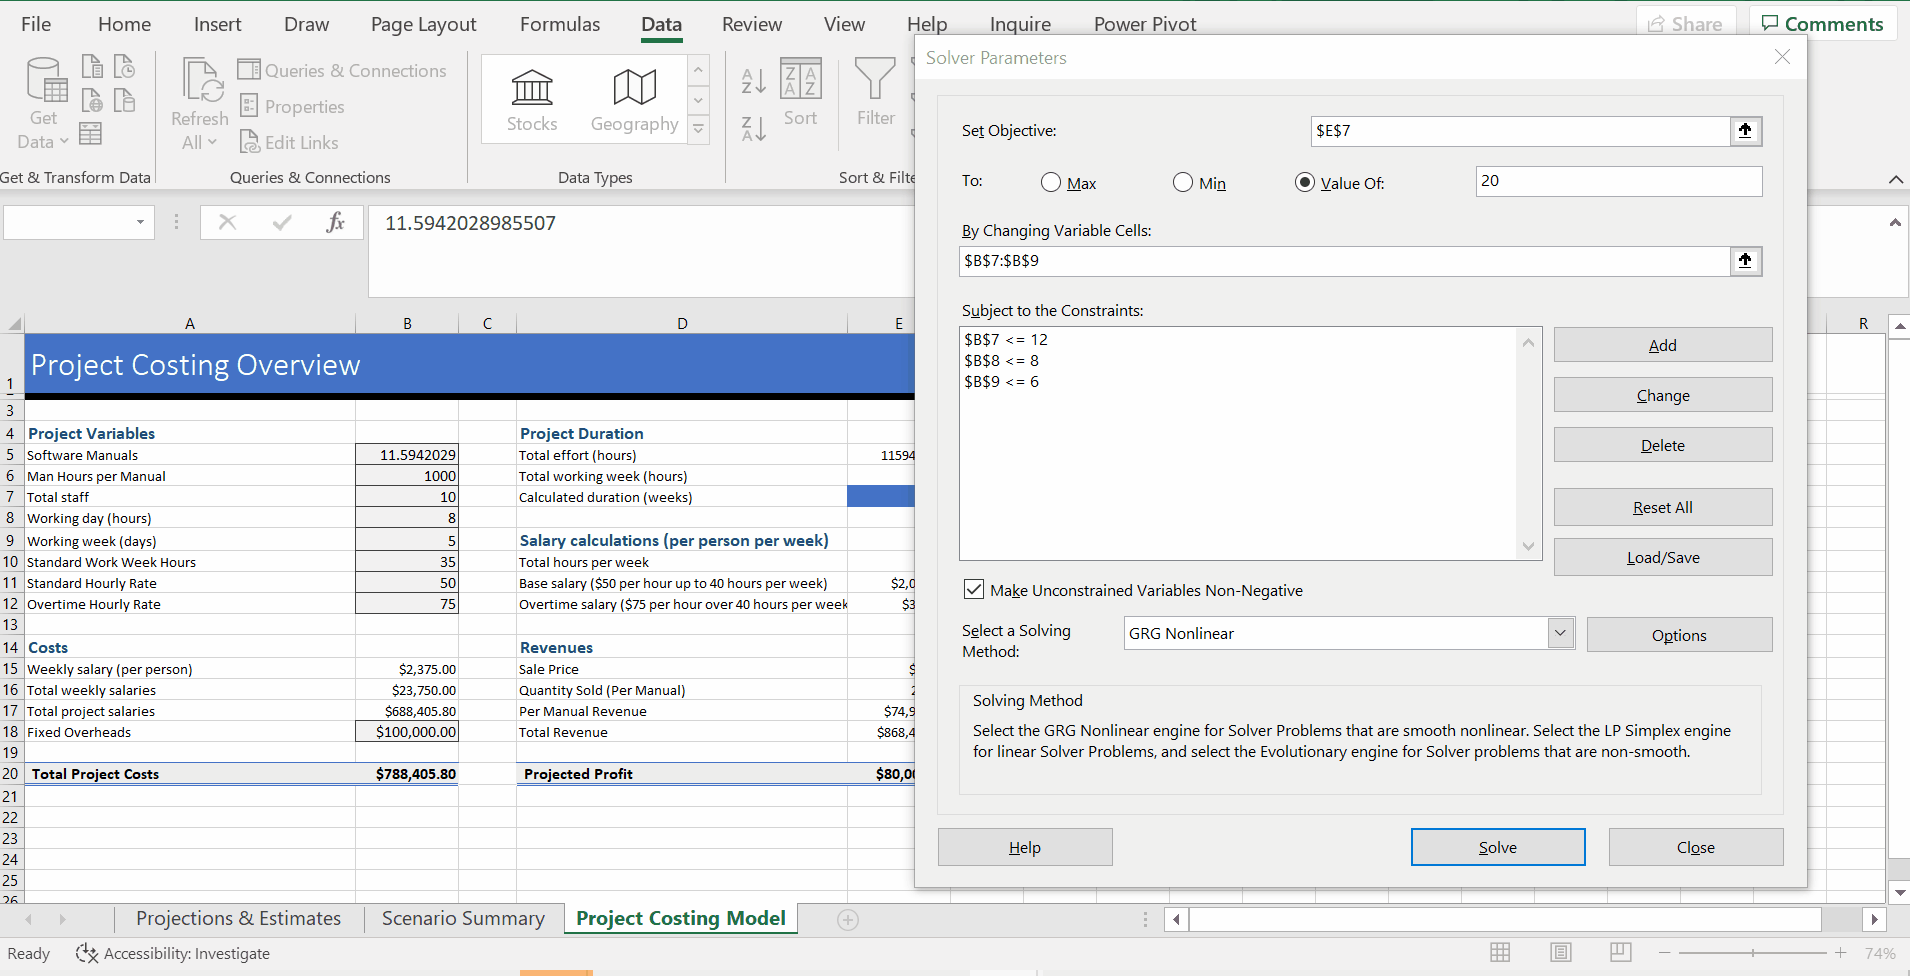 File Home Insert Draw Page Layout Formulas Data Review View Help Inquire Power Pivot Share Comments
Get Data
Refresh All
Queries & Connections
Properties
Edit Links
Stocks
Geography
A
Z
Z
A
Z A
A Z
Sort
Filter
Get & Transform Data
Queries & Connections
Data Types
Sort & Filte
fx
11.5942028985507
Solver Parameters
Set Objective:
$E$7
To:
Max
Min
Value Of:
20
By Changing Variable Cells:
$B$7:$B$9
Subject to the Constraints:
$B$7 <= 12
$B$8 <= 8
$B$9 <= 6
Add
Change
Delete
Reset All
Load/Save
Make Unconstrained Variables Non-Negative
Select a Solving
Method:
GRG Nonlinear
Options
Solving Method
Select the GRG Nonlinear engine for Solver Problems that are smooth nonlinear. Select the LP Simplex engine
for linear Solver Problems, and select the Evolutionary engine for Solver problems that are non-smooth.
Help
Solve
Close
A B C D E R
1 Project Costing Overview
3
4 Project Variables Project Duration
5 Software Manuals 11.5942029 Total effort (hours) 11594
6 Man Hours per Manual 1000 Total working week (hours)
7 Total staff 10 Calculated duration (weeks)
8 Working day (hours) 8
9 Working week (days) 5 Salary calculations (per person per week)
10 Standard Work Week Hours 35 Total hours per week
11 Standard Hourly Rate 50 Base salary ($50 per hour up to 40 hours per week) $2,0
12 Overtime Hourly Rate 75 Overtime salary ($75 per hour over 40 hours per week $3
13
14 Costs Revenues
15 Weekly salary (per person) $2,375.00 Sale Price $
16 Total weekly salaries $23,750.00 Quantity Sold (Per Manual) 2
17 Total project salaries $688,405.80 Per Manual Revenue $74,9
18 Fixed Overheads $100,000.00 Total Revenue $868,4
19
20 Total Project Costs $788,405.80 Projected Profit $80,00
21
22
23
24
25
26
Projections & Estimates Scenario Summary Project Costing Model
Ready Accessibility: Investigate 74%